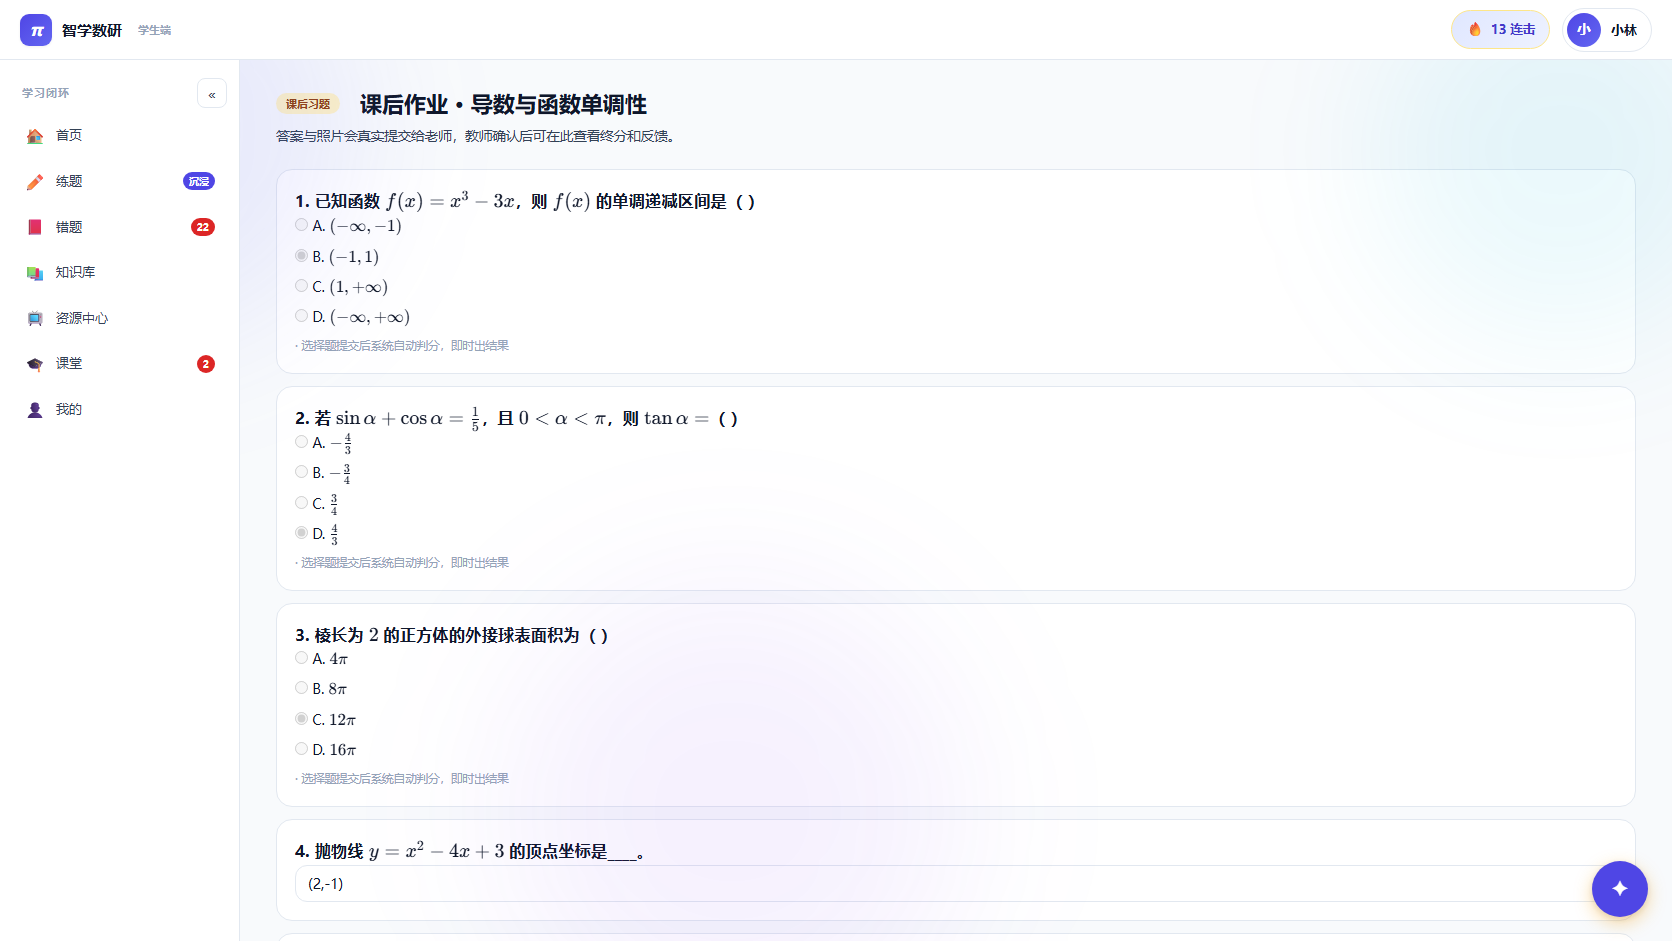 π 智学数研 学生端
🔥 13 连击
小 小林
学习闭环 «
首页
练题 沉浸
错题 22
知识库
资源中心
课堂 2
我的
课后习题 课后作业 • 导数与函数单调性
答案与照片会真实提交给老师，教师确认后可在此查看终分和反馈。
1. 已知函数 f(x) = x³ − 3x，则 f(x) 的单调递减区间是（ ）
A. (−∞, −1)
B. (−1, 1)
C. (1, +∞)
D. (−∞, +∞)
· 选择题提交后系统自动判分，即时出结果
2. 若 sin α + cos α = 1/5，且 0 < α < π，则 tan α =（ ）
A. −4/3
B. −3/4
C. 3/4
D. 4/3
· 选择题提交后系统自动判分，即时出结果
3. 棱长为 2 的正方体的外接球表面积为（ ）
A. 4π
B. 8π
C. 12π
D. 16π
· 选择题提交后系统自动判分，即时出结果
4. 抛物线 y = x² − 4x + 3 的顶点坐标是____。
(2,-1)